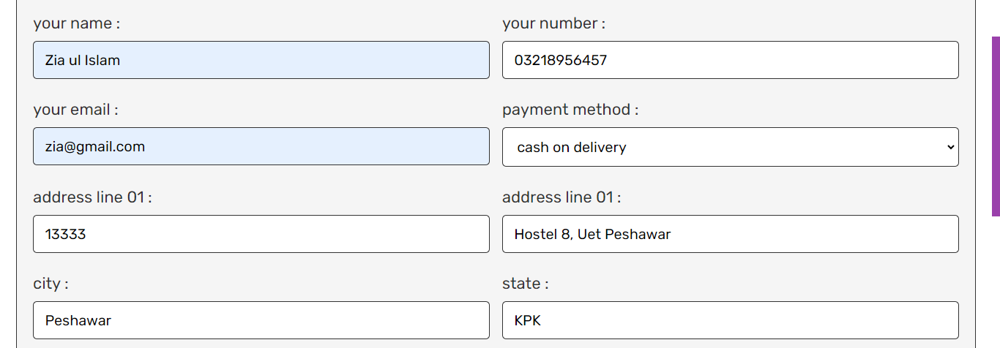 your name :
your number :
Zia ul Islam
03218956457
your email :
payment method :
zia@gmail.com
cash on delivery
address line 01 :
address line 01 :
13333
Hostel 8, Uet Peshawar
city :
state :
Peshawar
KPK